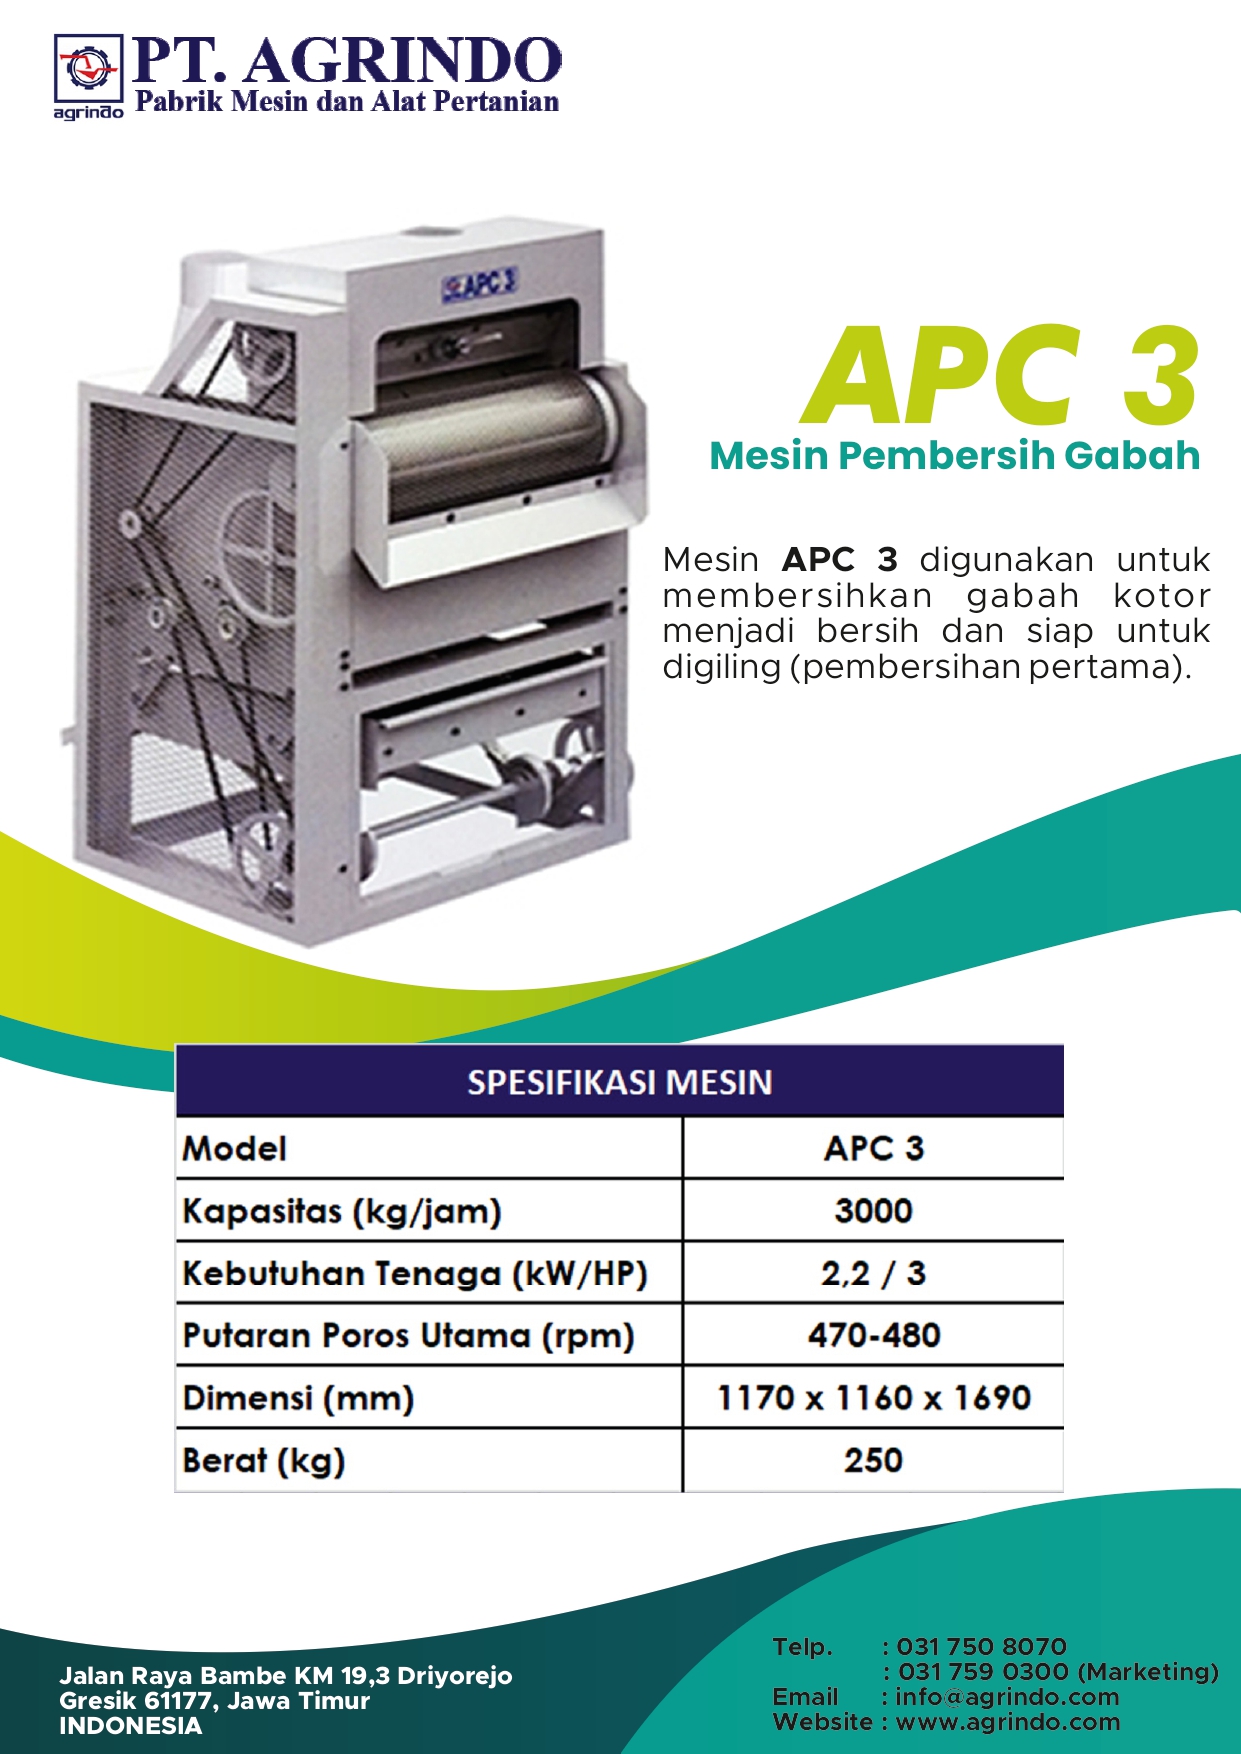 agrindo
PT. AGRINDO
Pabrik Mesin dan Alat Pertanian
APC 3
APC 3
Mesin Pembersih Gabah
Mesin APC 3 digunakan untuk
membersihkan gabah kotor
menjadi bersih dan siap untuk
digiling (pembersihan pertama).
SPESIFIKASI MESIN
Model APC 3
Kapasitas (kg/jam) 3000
Kebutuhan Tenaga (kW/HP) 2,2 / 3
Putaran Poros Utama (rpm) 470-480
Dimensi (mm) 1170 x 1160 x 1690
Berat (kg) 250
Jalan Raya Bambe KM 19,3 Driyorejo
Gresik 61177, Jawa Timur
INDONESIA
Telp. : 031 750 8070
: 031 759 0300 (Marketing)
Email : info@agrindo.com
Website : www.agrindo.com